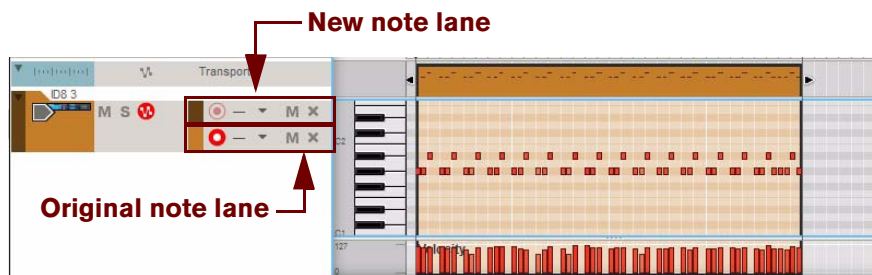 New note lane
Transport
ID8 3
M S
M
M
C2
Original note lane
C1
127
Velocity
0